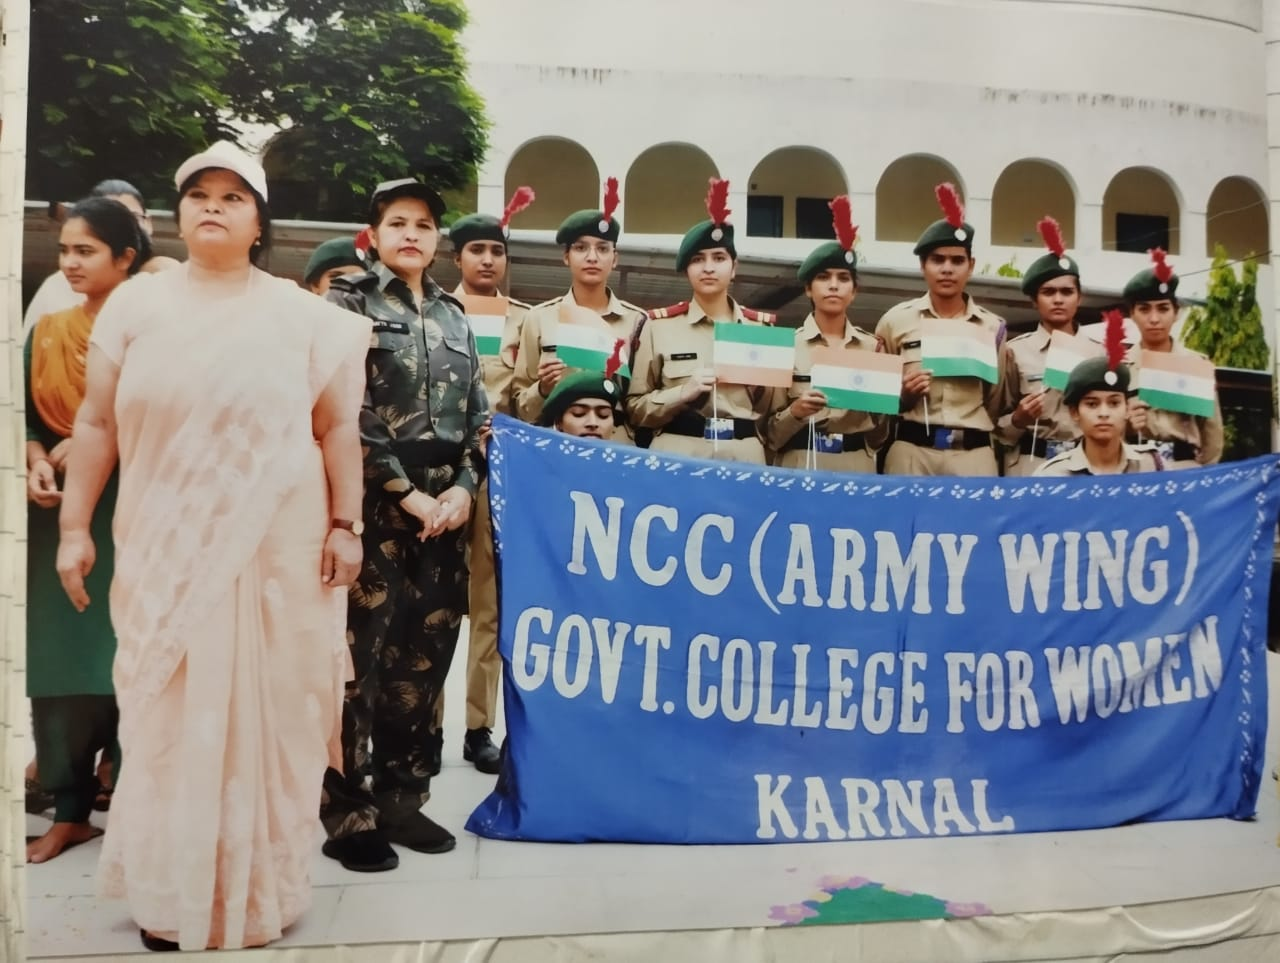 NCC (ARMY WING)
GOVT. COLLEGE FOR WOMEN
KARNAL